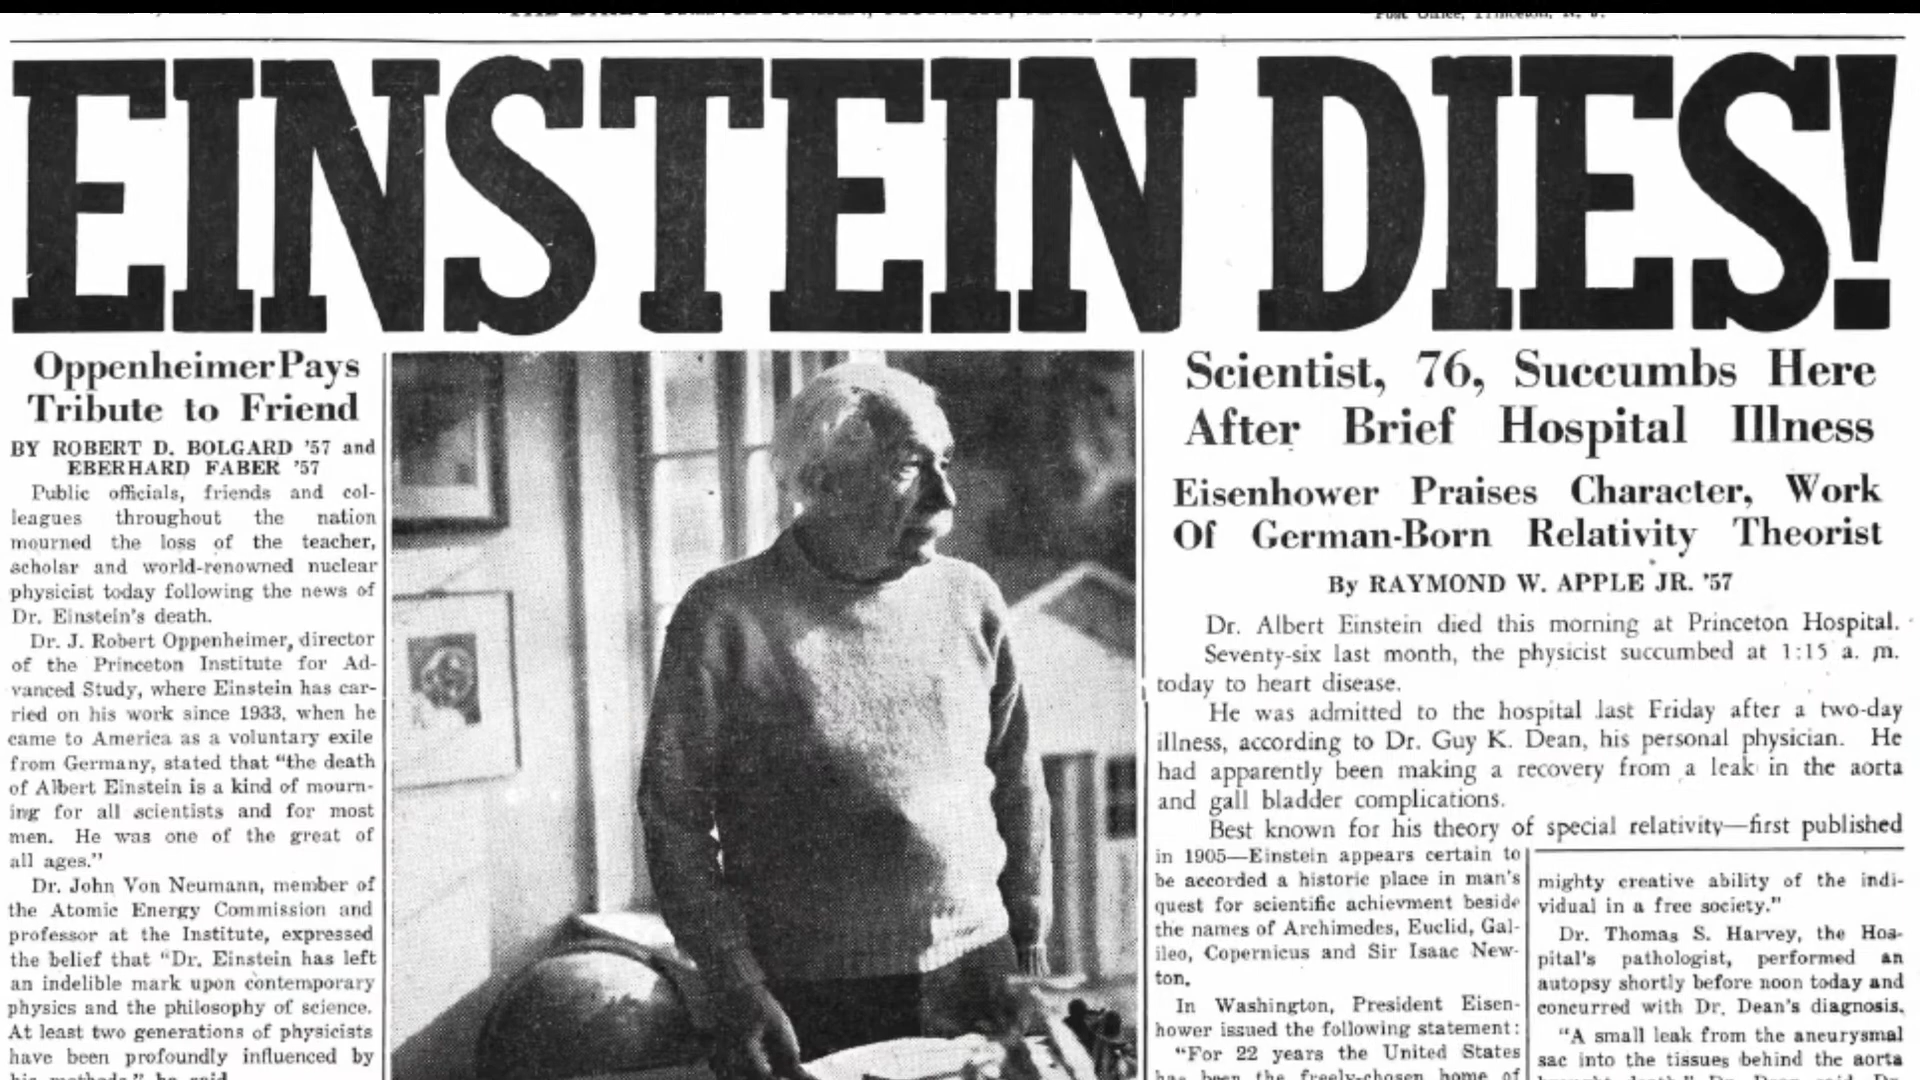 Post Office, Princeton, N. J.
EINSTEIN DIES!
Oppenheimer Pays
Tribute to Friend
BY ROBERT D. BOLGARD '57 and
EBERHARD FABER '57
Public officials, friends and col-
leagues throughout the nation
mourned the loss of the teacher,
scholar and world-renowned nuclear
physicist today following the news of
Dr. Einstein's death.
Dr. J. Robert Oppenheimer, director
of the Princeton Institute for Ad-
vanced Study, where Einstein has car-
ried on his work since 1933, when he
came to America as a voluntary exile
from Germany, stated that "the death
of Albert Einstein is a kind of mourn-
ing for all scientists and for most
men. He was one of the great of
all ages."
Dr. John Von Neumann, member of
the Atomic Energy Commission and
professor at the Institute, expressed
the belief that "Dr. Einstein has left
an indelible mark upon contemporary
physics and the philosophy of science.
At least two generations of physicists
have been profoundly influenced by
his methods," he said.
Scientist, 76, Succumbs Here
After Brief Hospital Illness
Eisenhower Praises Character, Work
Of German-Born Relativity Theorist
By RAYMOND W. APPLE JR. '57
Dr. Albert Einstein died this morning at Princeton Hospital.
Seventy-six last month, the physicist succumbed at 1:15 a. m.
today to heart disease.
He was admitted to the hospital last Friday after a two-day
illness, according to Dr. Guy K. Dean, his personal physician. He
had apparently been making a recovery from a leak in the aorta
and gall bladder complications.
Best known for his theory of special relativity—first published
in 1905—Einstein appears certain to
be accorded a historic place in man's
quest for scientific achievment beside
the names of Archimedes, Euclid, Gal-
ileo, Copernicus and Sir Isaac New-
ton.
In Washington, President Eisen-
hower issued the following statement:
"For 22 years the United States
has been the freely-chosen home of
mighty creative ability of the indi-
vidual in a free society."
Dr. Thomas S. Harvey, the Hos-
pital's pathologist, performed an
autopsy shortly before noon today and
concurred with Dr. Dean's diagnosis.
"A small leak from the aneurysmal
sac into the tissues behind the aorta